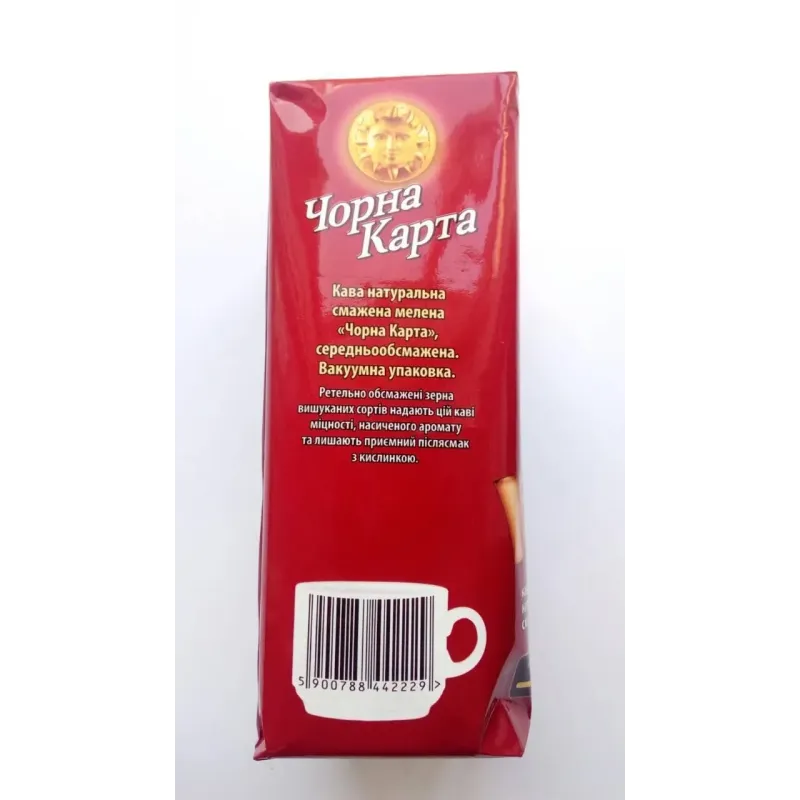 Чорна
Карта
Кава натуральна
смажена мелена
«Чорна Карта»,
середньообсмажена.
Вакуумна упаковка.
Ретельно обсмажені зерна
вишуканих сортів надають цій каві
міцності, насиченого аромату
та лишають приємний післясмак
з кислинкою.
5 900788 442229 >